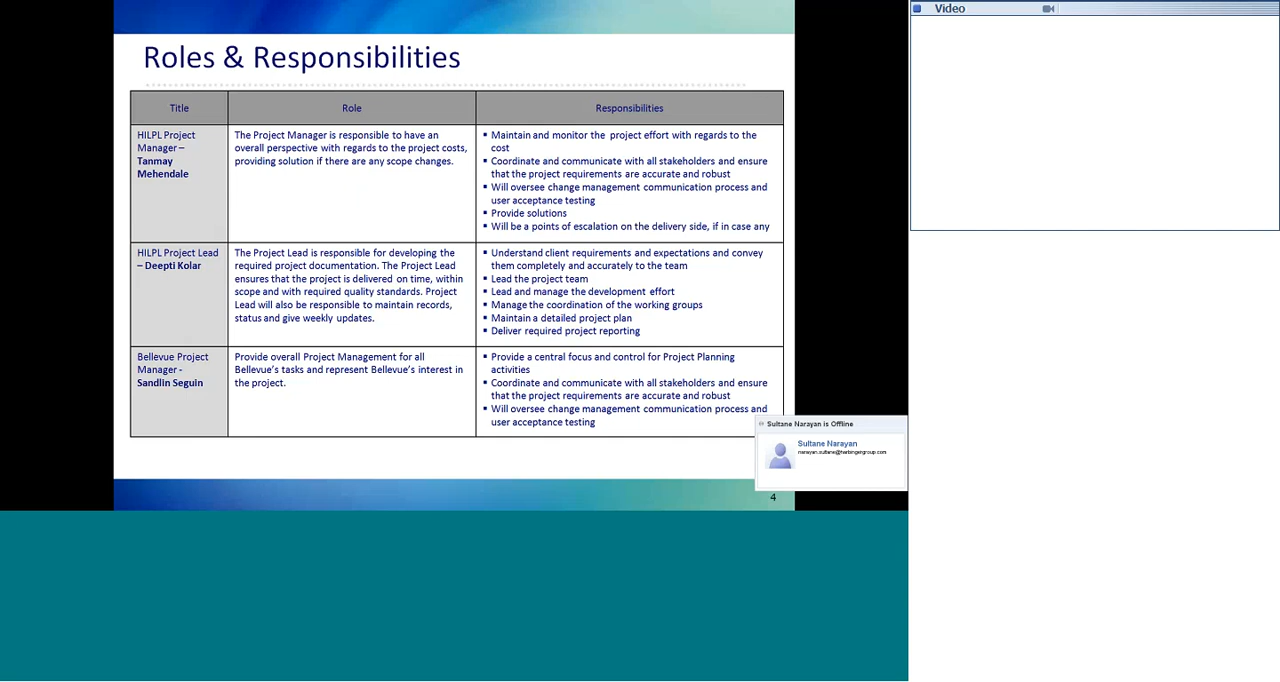 Video
Roles & Responsibilities
Title
Role
Responsibilities
HILPL Project
Manager –
Tanmay
Mehendale
The Project Manager is responsible to have an
overall perspective with regards to the project costs,
providing solution if there are any scope changes.
▪ Maintain and monitor the project effort with regards to the
cost
▪ Coordinate and communicate with all stakeholders and ensure
that the project requirements are accurate and robust
▪ Will oversee change management communication process and
user acceptance testing
▪ Provide solutions
▪ Will be a points of escalation on the delivery side, if in case any
HILPL Project Lead
– Deepti Kolar
The Project Lead is responsible for developing the
required project documentation. The Project Lead
ensures that the project is delivered on time, within
scope and with required quality standards. Project
Lead will also be responsible to maintain records,
status and give weekly updates.
▪ Understand client requirements and expectations and convey
them completely and accurately to the team
▪ Lead the project team
▪ Lead and manage the development effort
▪ Manage the coordination of the working groups
▪ Maintain a detailed project plan
▪ Deliver required project reporting
Bellevue Project
Manager -
Sandlin Seguin
Provide overall Project Management for all
Bellevue's tasks and represent Bellevue's interest in
the project.
▪ Provide a central focus and control for Project Planning
activities
▪ Coordinate and communicate with all stakeholders and ensure
that the project requirements are accurate and robust
▪ Will oversee change management communication process and
user acceptance testing
Sultane Narayan is Offline
Sultane Narayan
narayan.sultane@harbingergroup.com
4